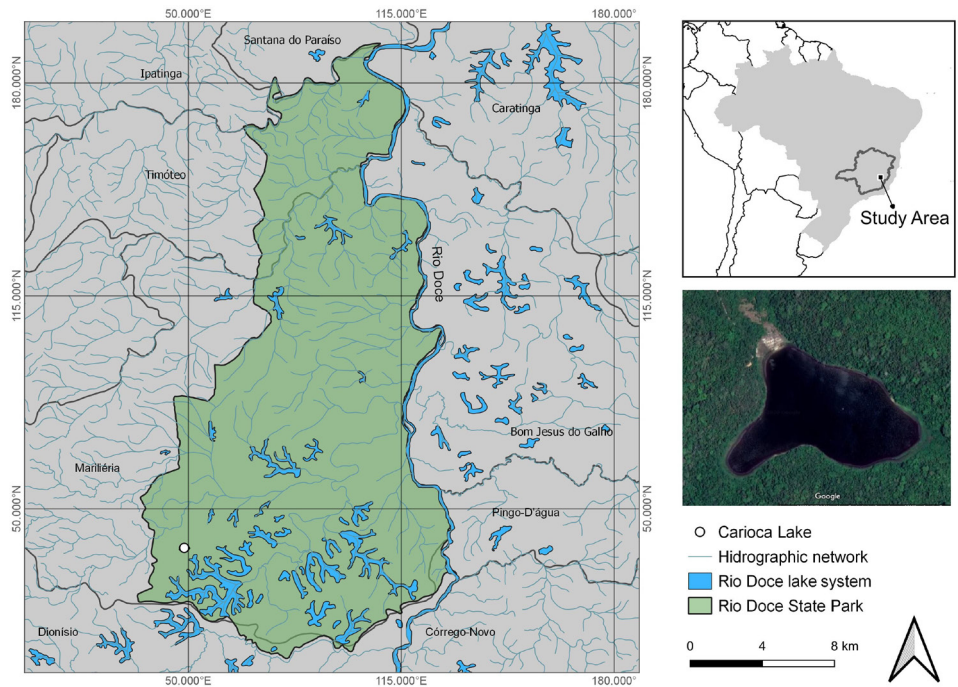 50.000°E
115.000°E
180.000°E
Santana do Paraíso
Ipatinga
180.000°N
180.000°N
Caratinga
Timóteo
Study Area
Rio Doce
115.000°N
115.000°N
Bom Jesus do Galho
Marliéria
Google
50.000°N
50.000°N
Pingo-D'água
Carioca Lake
Hidrographic network
Rio Doce lake system
Rio Doce State Park
Dionísio
Córrego-Novo
0
4
8 km
50.000°E
115.000°E
180.000°E